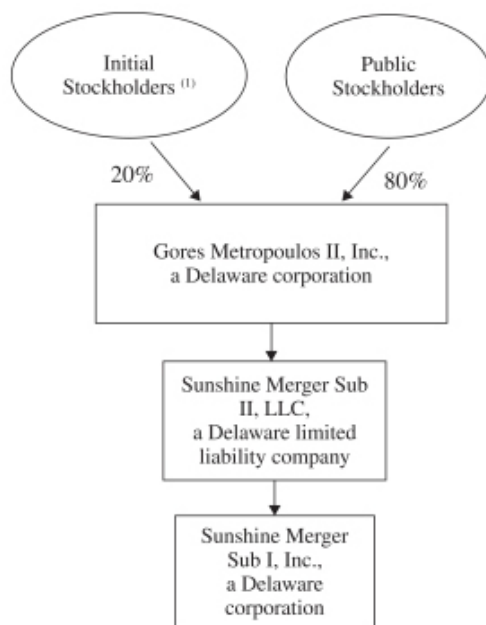 Initial
Stockholders (1)
Public
Stockholders
20%
80%
Gores Metropoulos II, Inc.,
a Delaware corporation
Sunshine Merger Sub
II, LLC,
a Delaware limited
liability company
Sunshine Merger
Sub I, Inc.,
a Delaware
corporation